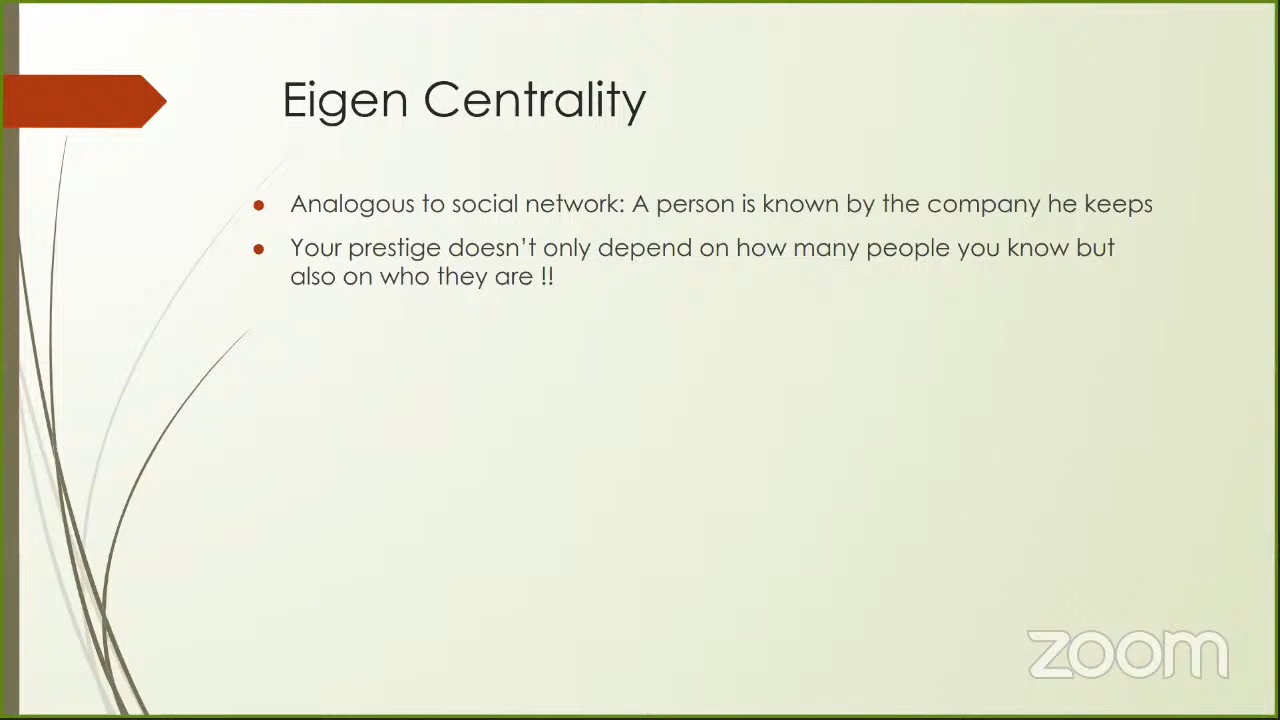 Eigen Centrality
Analogous to social network: A person is known by the company he keeps
Your prestige doesn’t only depend on how many people you know but
also on who they are !!
zoom